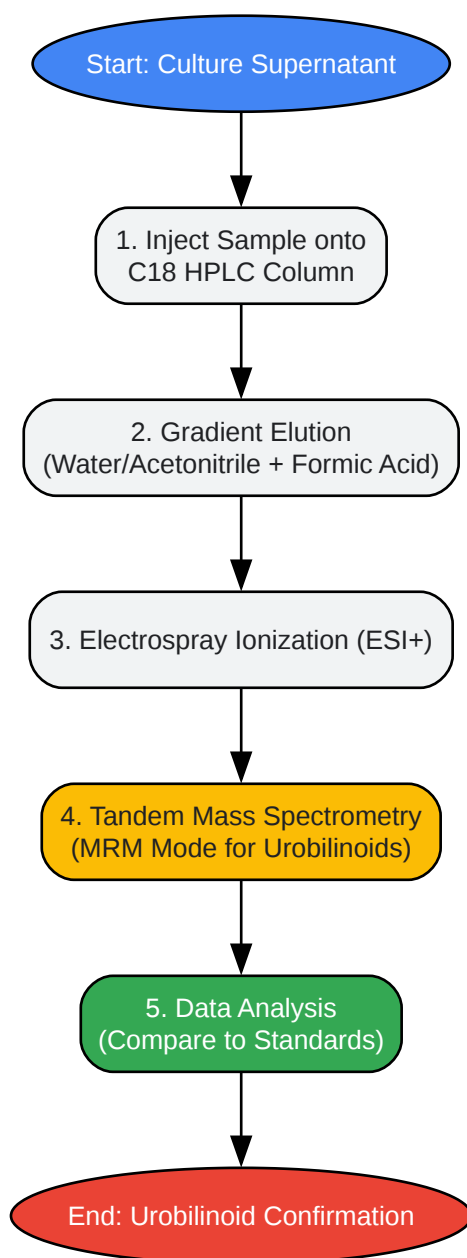 Start: Culture Supernatant
1. Inject Sample onto
C18 HPLC Column
2. Gradient Elution
(Water/Acetonitrile + Formic Acid)
3. Electrospray Ionization (ESI+)
4. Tandem Mass Spectrometry
(MRM Mode for Urobilinoids)
5. Data Analysis
(Compare to Standards)
End: Urobilinoid Confirmation